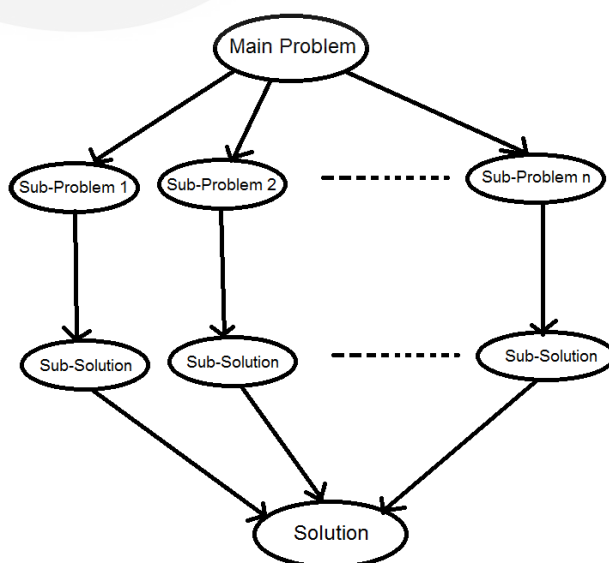 Main Problem
Sub-Problem 1
Sub-Problem 2
Sub-Problem n
Sub-Solution
Sub-Solution
Sub-Solution
Solution